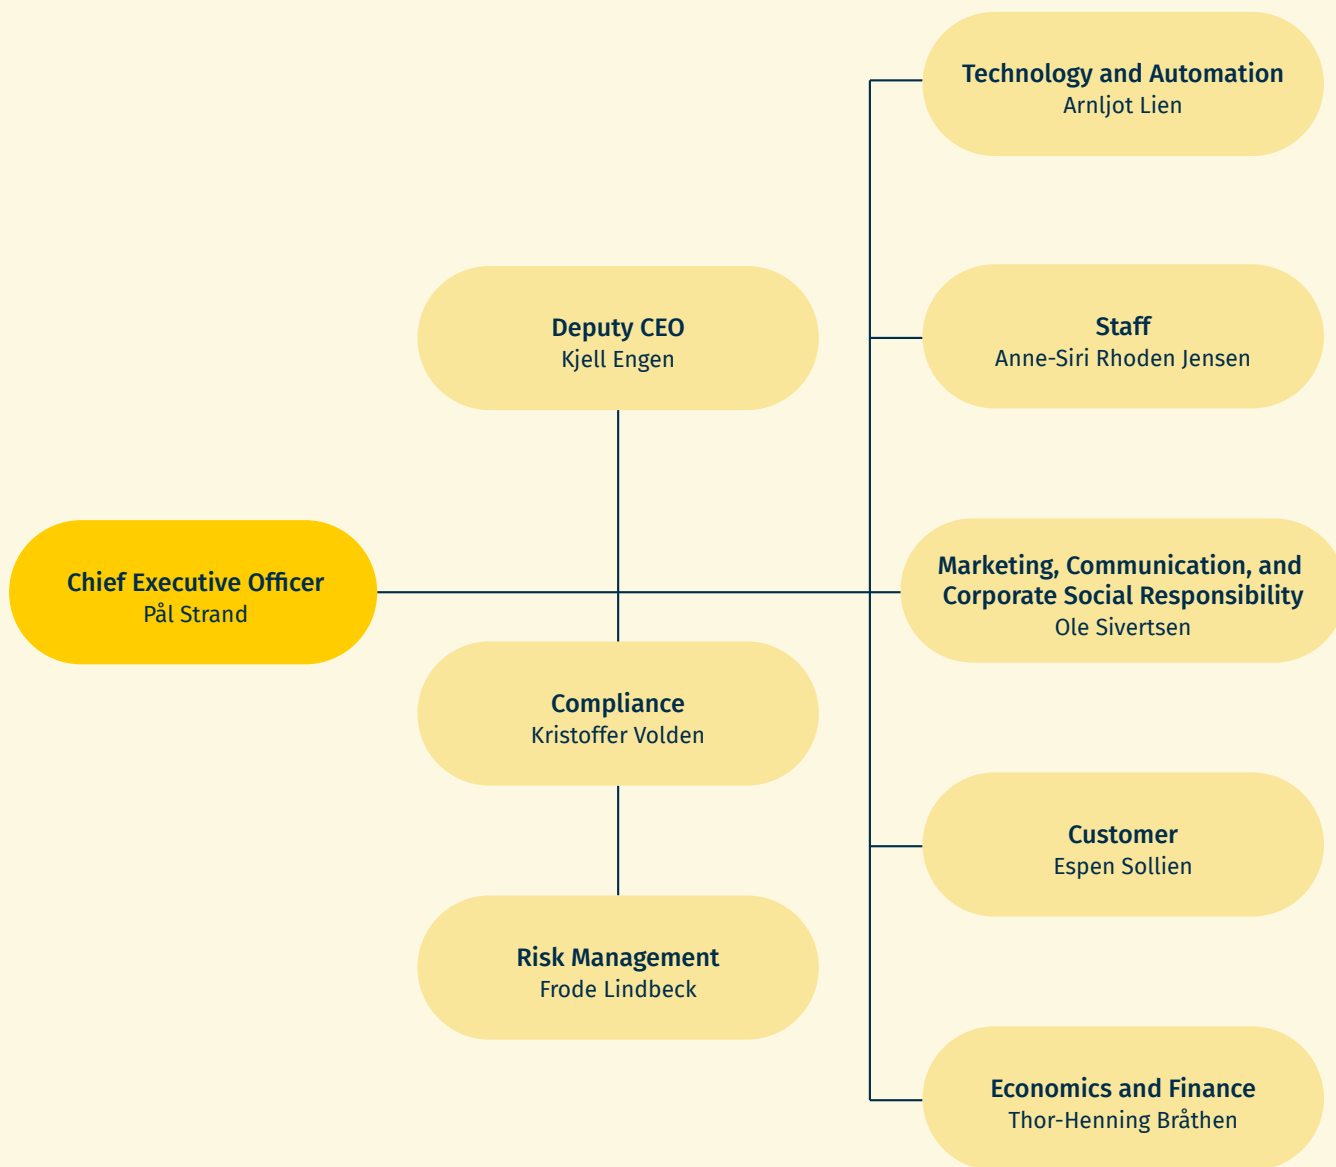 Technology and Automation
Arnljot Lien
Deputy CEO
Kjell Engen
Staff
Anne-Siri Rhoden Jensen
Chief Executive Officer
Pål Strand
Marketing, Communication, and
Corporate Social Responsibility
Ole Sivertsen
Compliance
Kristoffer Volden
Customer
Espen Sollien
Risk Management
Frode Lindbeck
Economics and Finance
Thor-Henning Bråthen